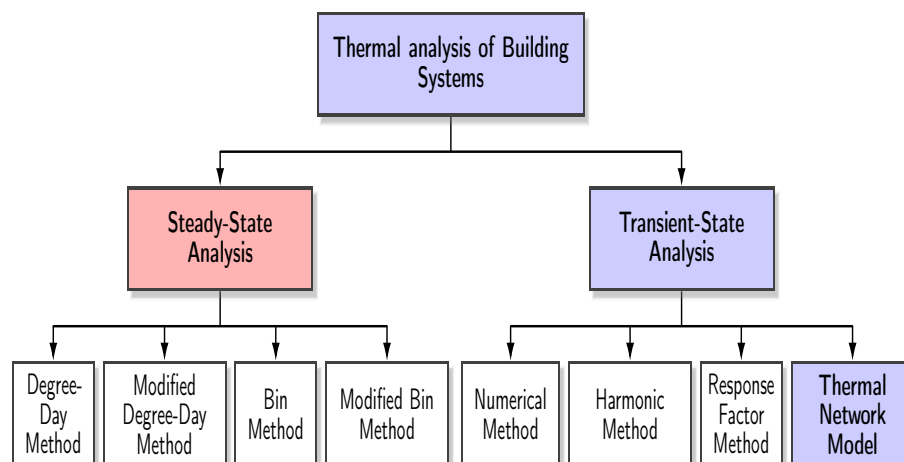 Thermal analysis of Building
Systems
Steady-State
Analysis
Transient-State
Analysis
Degree-
Day
Method
Modified
Degree-Day
Method
Bin
Method
Modified Bin
Method
Numerical
Method
Harmonic
Method
Response
Factor
Method
Thermal
Network
Model